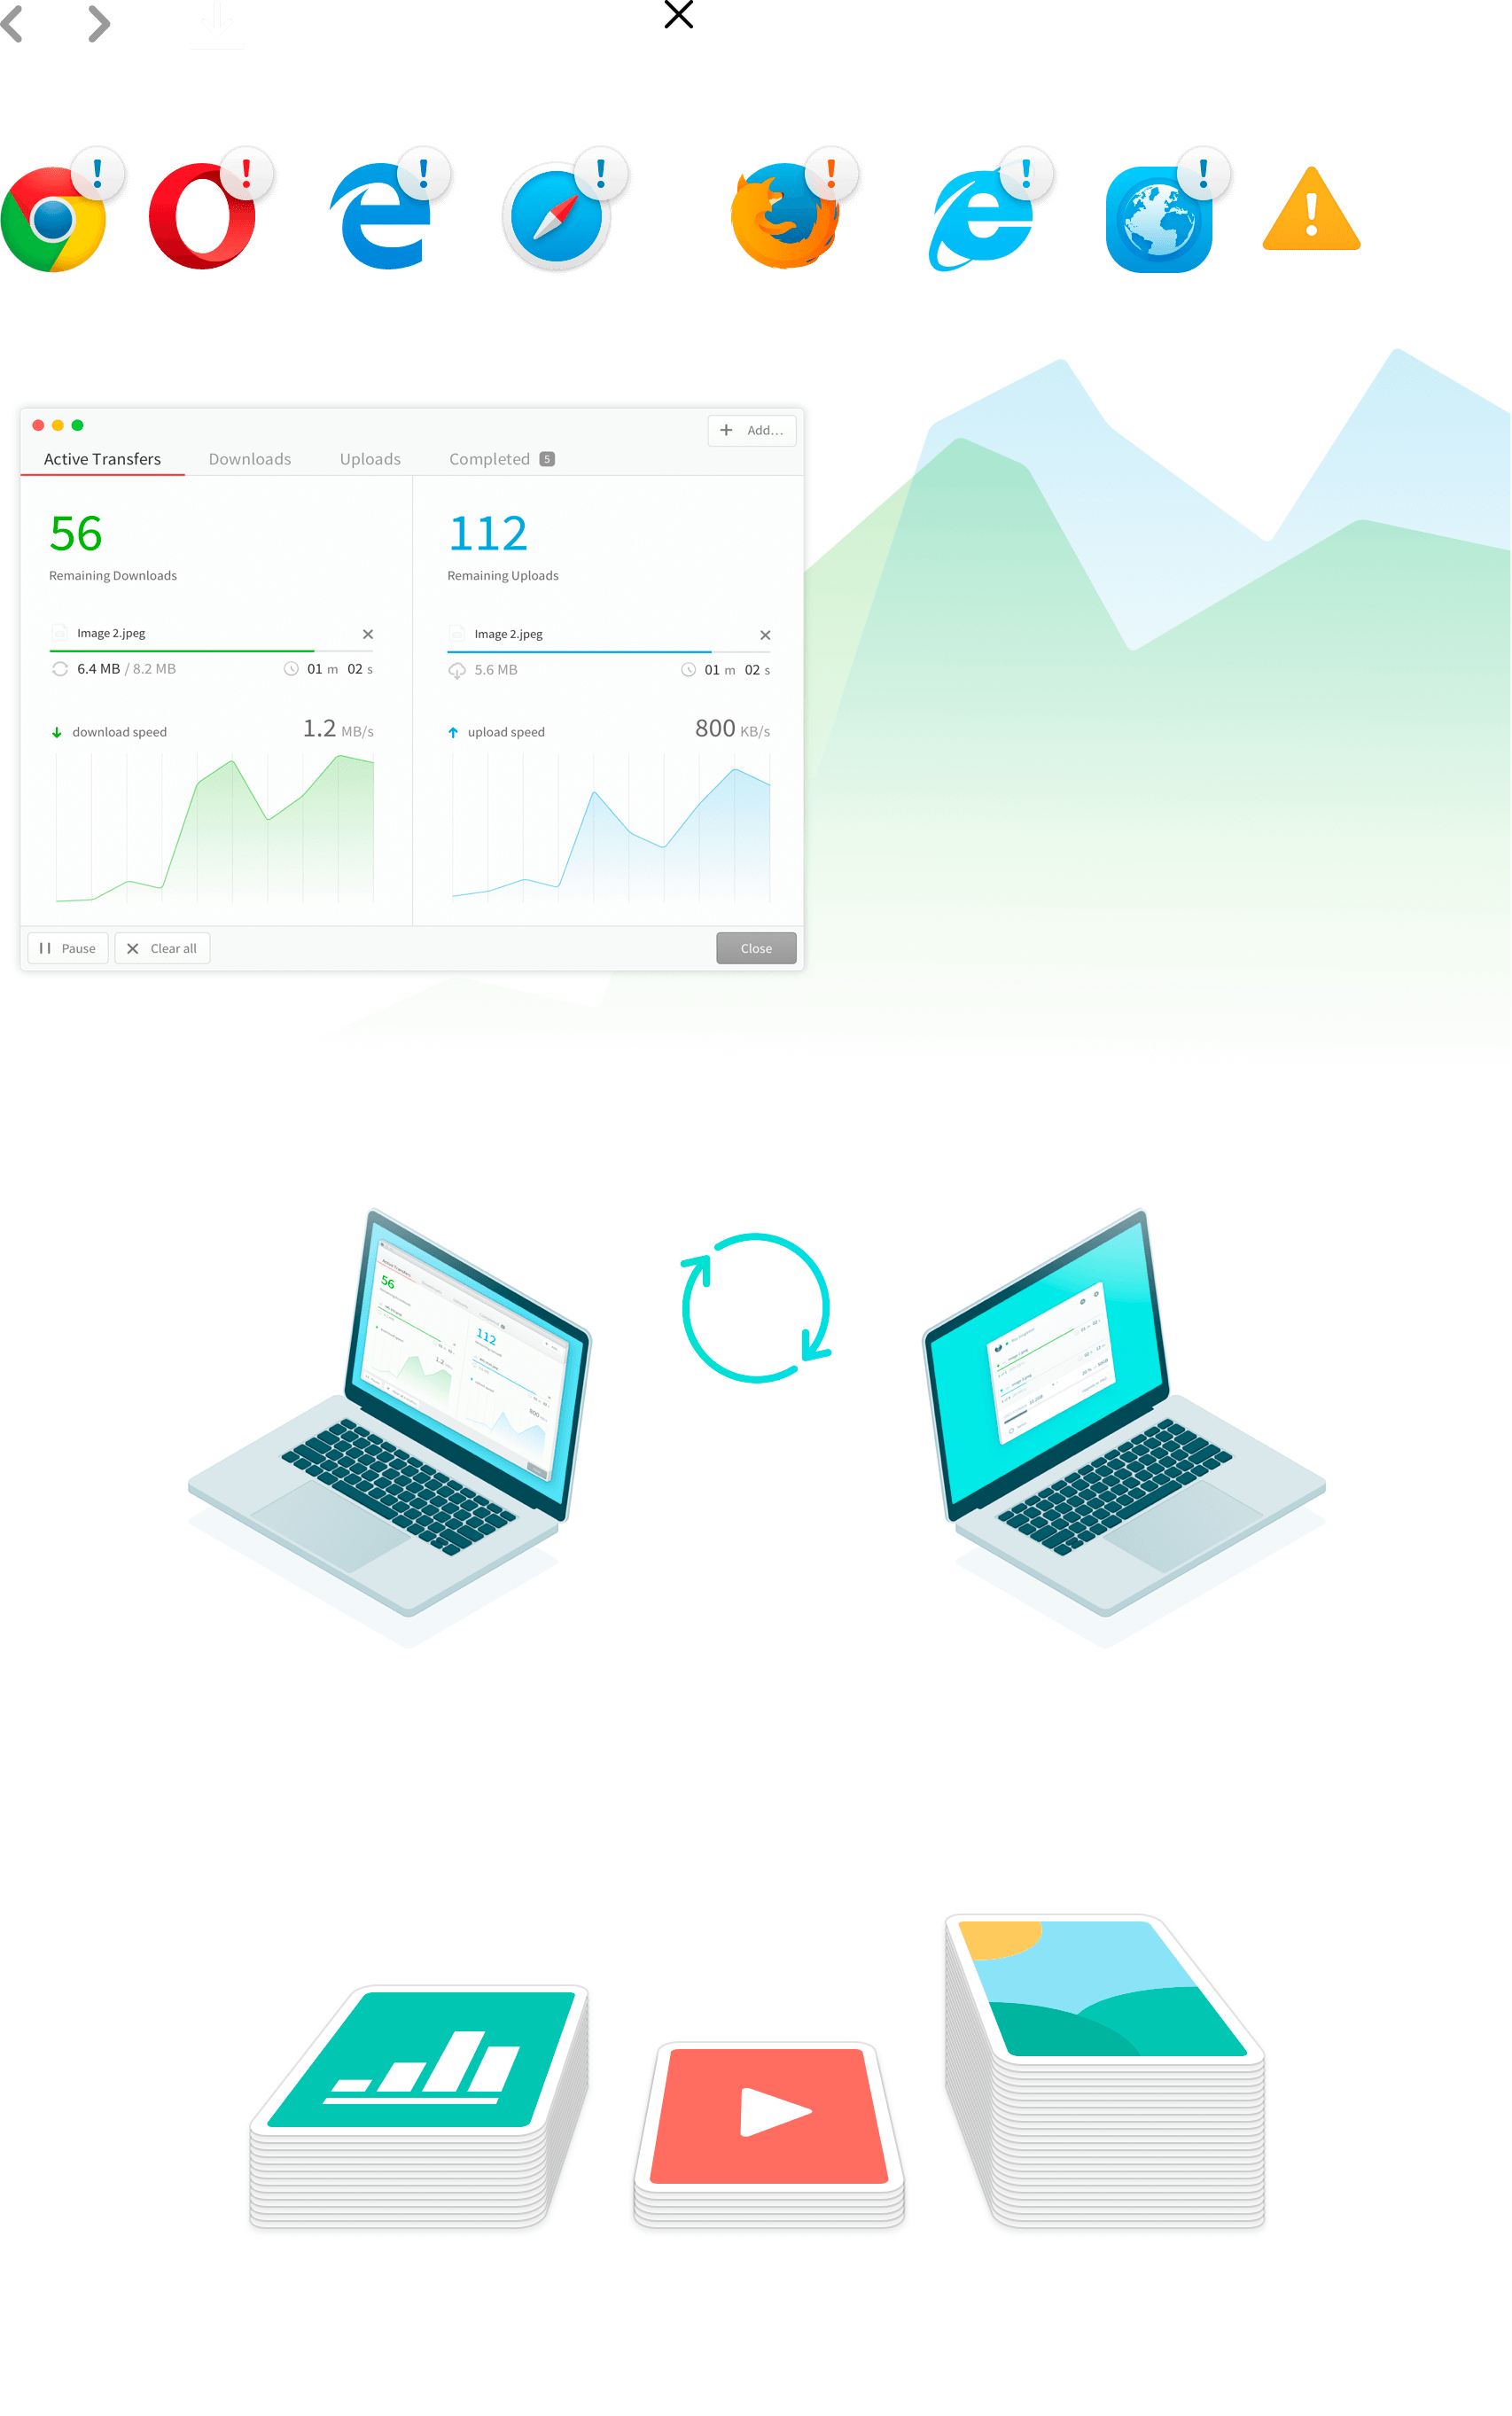 Add...
Active Transfers Downloads Uploads Completed 5
56
Remaining Downloads
Image 2.jpeg
6.4 MB / 8.2 MB 01 m 02 s
download speed 1.2 MB/s
112
Remaining Uploads
Image 2.jpeg
5.6 MB 01 m 02 s
upload speed 800 KB/s
Pause Clear all Close
56
112